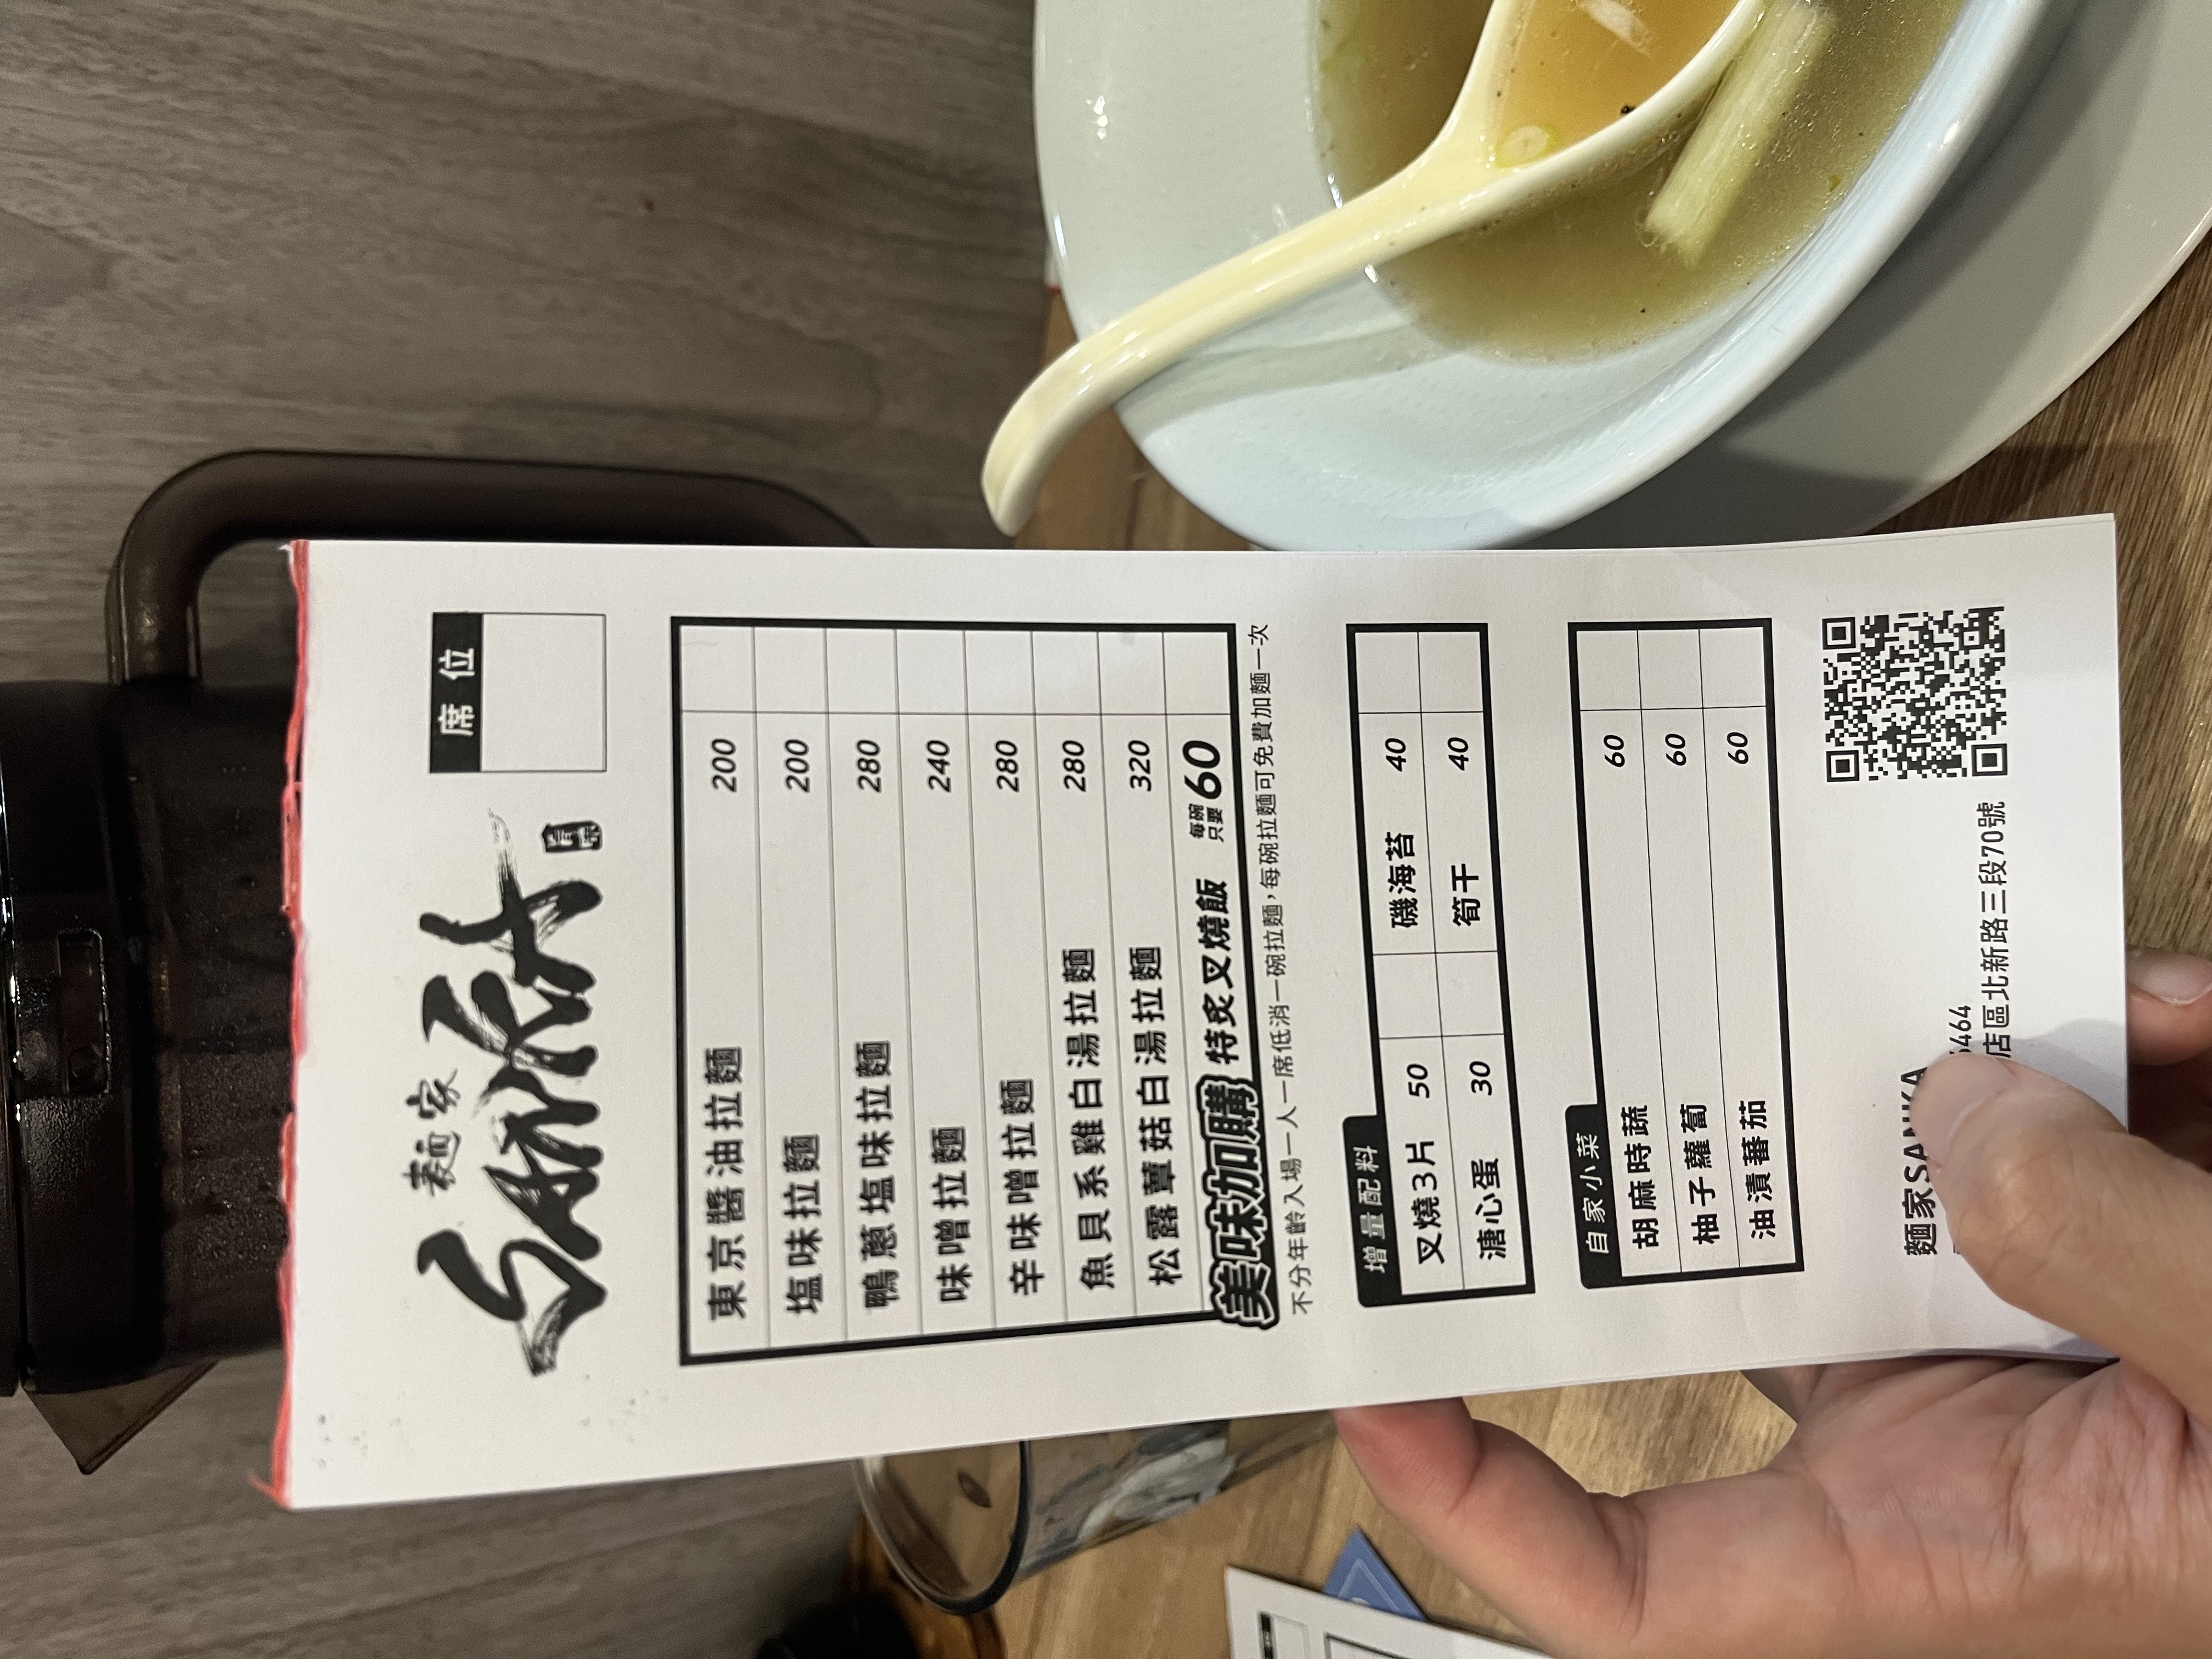 麵家
SANKA
席位
東京醬油拉麵 200
塩味拉麵 200
鴨蔥塩味拉麵 280
味噌拉麵 240
辛味噌拉麵 280
魚貝系雞白湯拉麵 280
松露蕈菇白湯拉麵 320
美味加購 特炙叉燒飯 每碗只要60
不分年齡入場一人一席低消一碗拉麵,每碗拉麵可免費加麵一次
增量配料
叉燒3片 50 磯海苔 40
溏心蛋 30 筍干 40
自家小菜
胡麻時蔬 60
柚子蘿蔔 60
油漬蕃茄 60
麵家SANKA
464
店區北新路三段70號